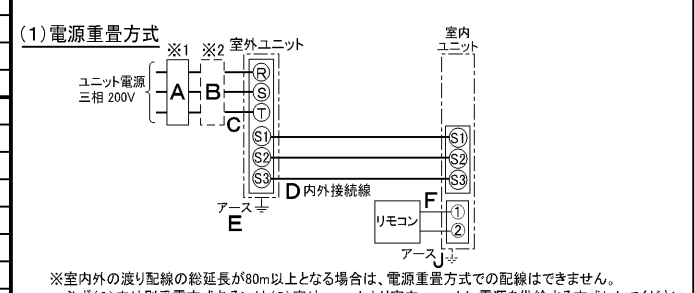 (1)電源重畳方式
※1 ※2 室外ユニット
室内
ユニット
ユニット電源
三相 200V
A B C
R
S
T
S1 S1
S2 S2
S3 S3
D 内外接続線
アース
E
リモコン
F
1
2
アース J
※室内外の渡り配線の総延長が80m以上となる場合は、電源重畳方式での配線はできません。